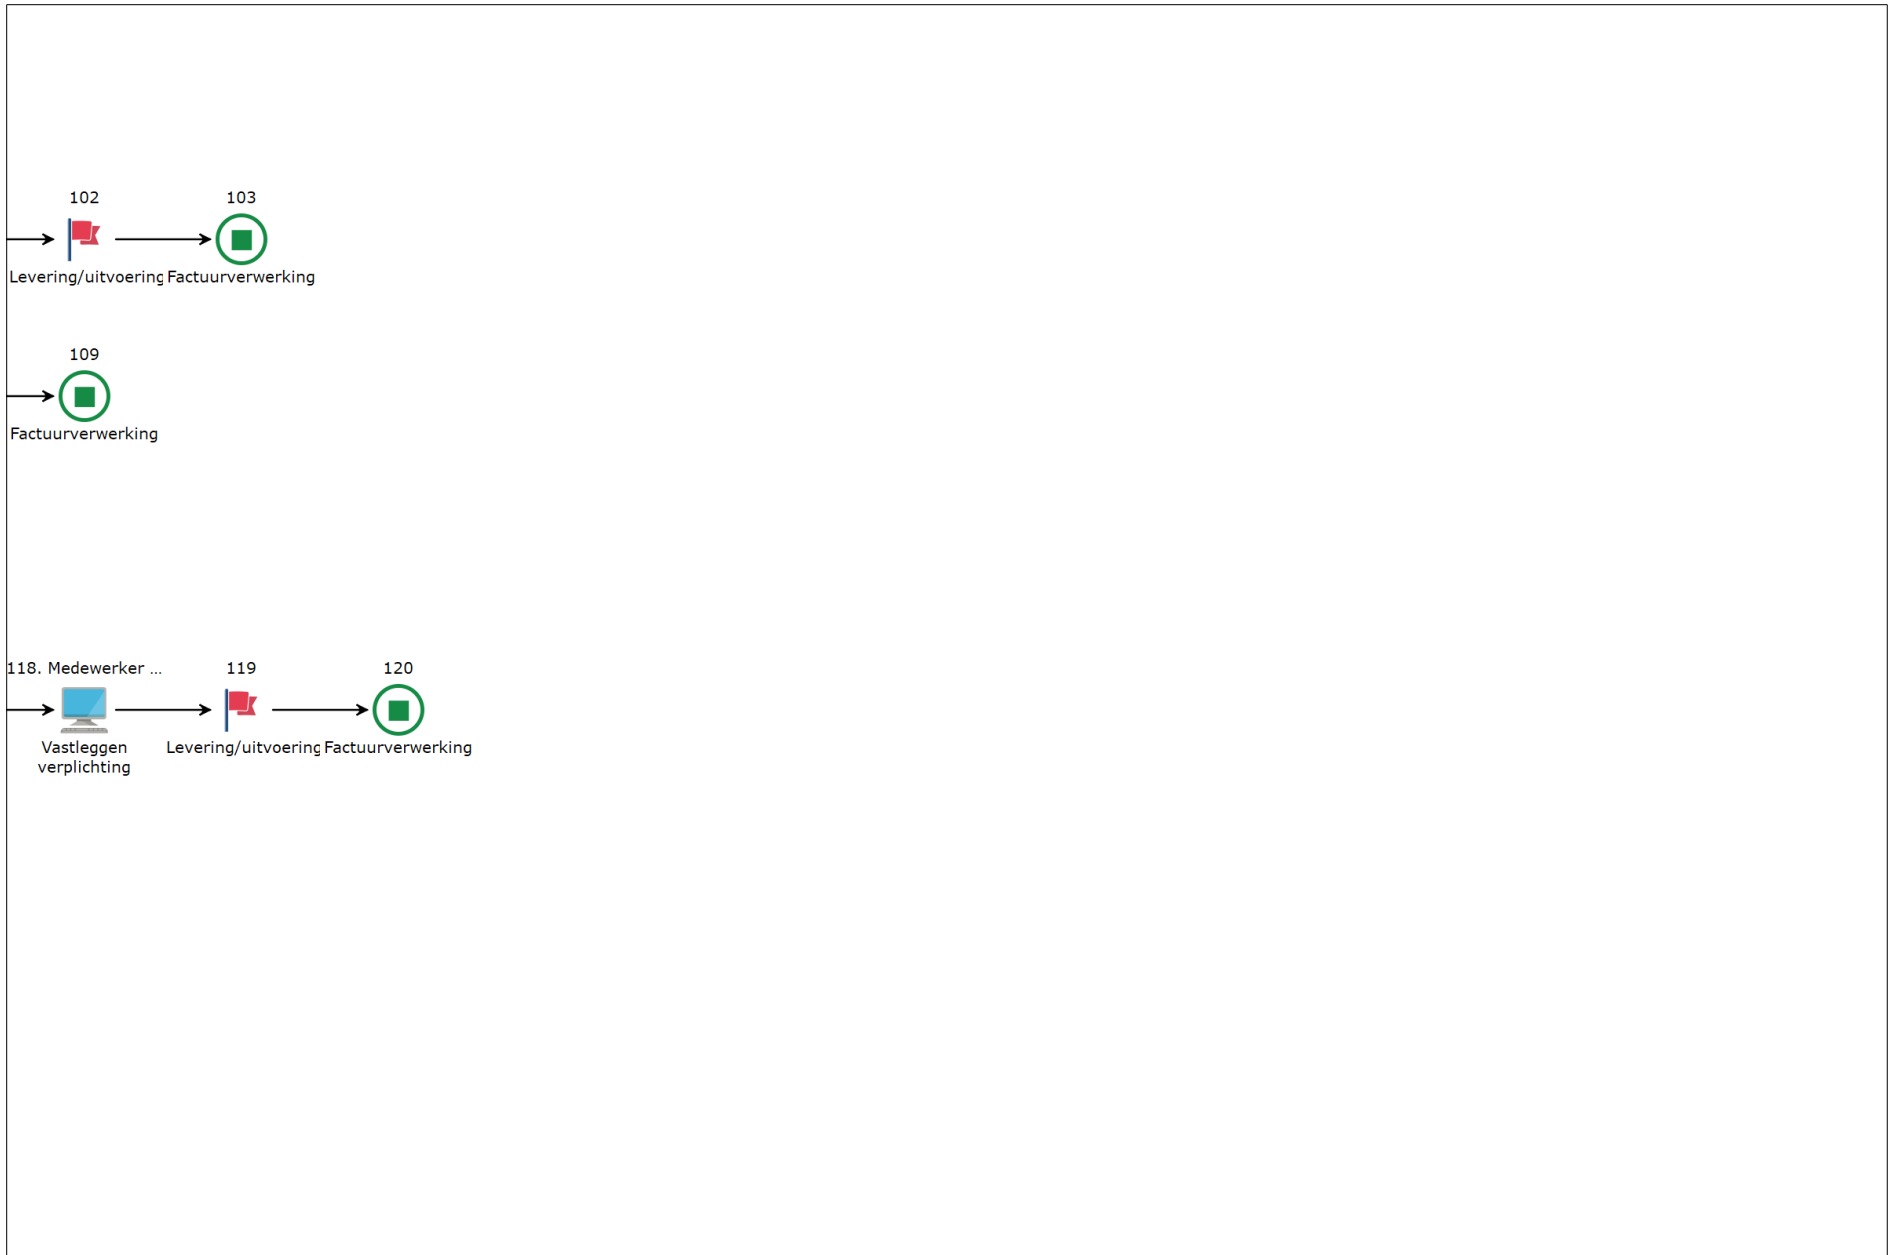 102
103
Levering/uitvoering
Factuurverwerking
109
Factuurverwerking
118. Medewerker ...
119
120
Vastleggen
verplichting
Levering/uitvoering
Factuurverwerking